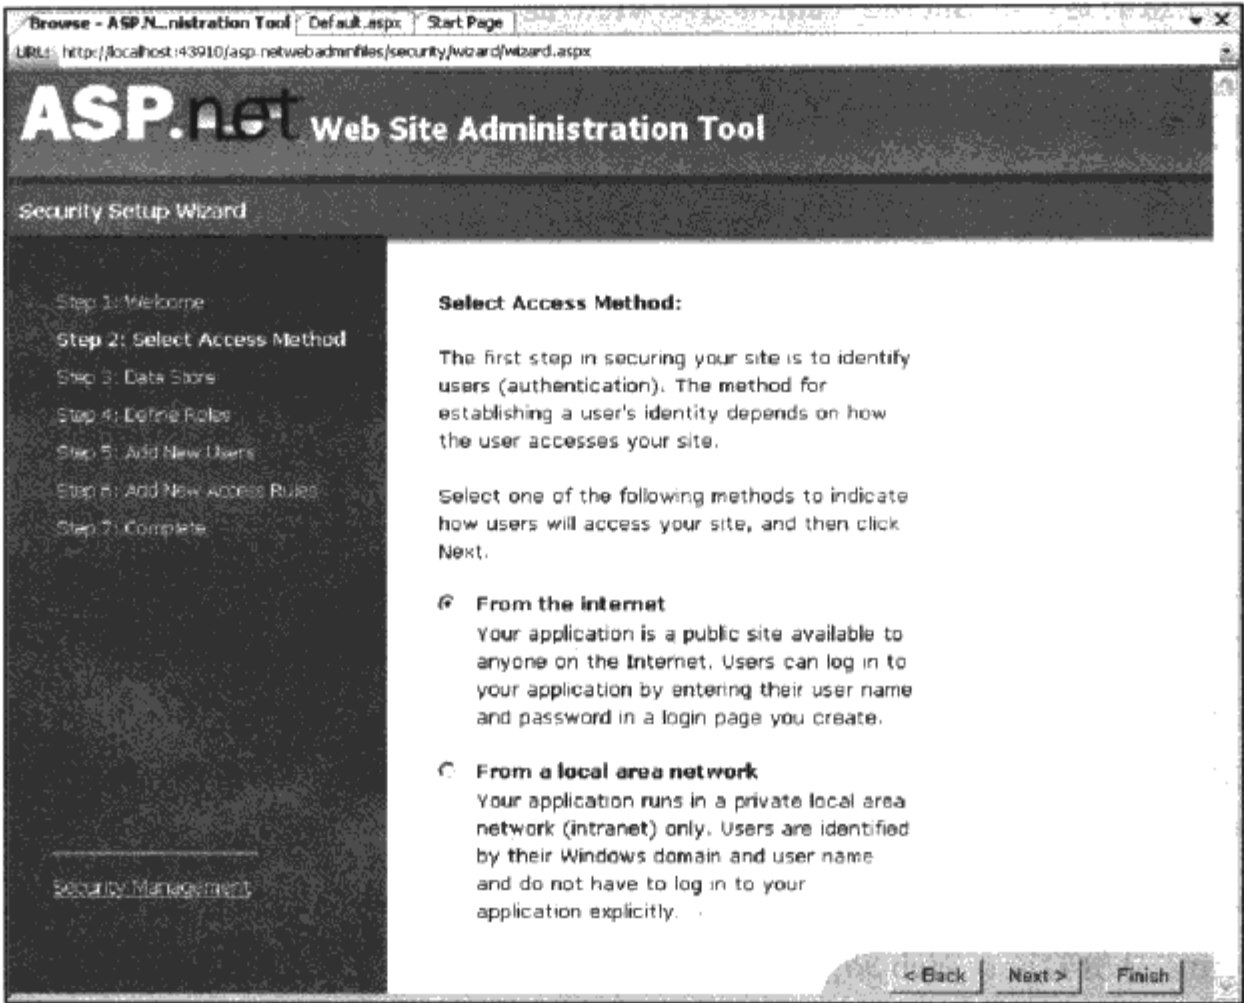 Browse - ASP.N...nistration Tool Default.aspx Start Page
URL: http://localhost:43910/asp.netwebadminfiles/security/wizard/wizard.aspx
ASP.net Web Site Administration Tool
Security Setup Wizard
Step 1: Welcome
Step 2: Select Access Method
Step 3: Data Store
Step 4: Define Roles
Step 5: Add New Users
Step 6: Add New Access Rules
Step 7: Complete
Security Management
Select Access Method:
The first step in securing your site is to identify
users (authentication). The method for
establishing a user's identity depends on how
the user accesses your site.
Select one of the following methods to indicate
how users will access your site, and then click
Next.
From the internet
Your application is a public site available to
anyone on the Internet. Users can log in to
your application by entering their user name
and password in a login page you create.
From a local area network
Your application runs in a private local area
network (intranet) only. Users are identified
by their Windows domain and user name
and do not have to log in to your
application explicitly.
< Back Next > Finish